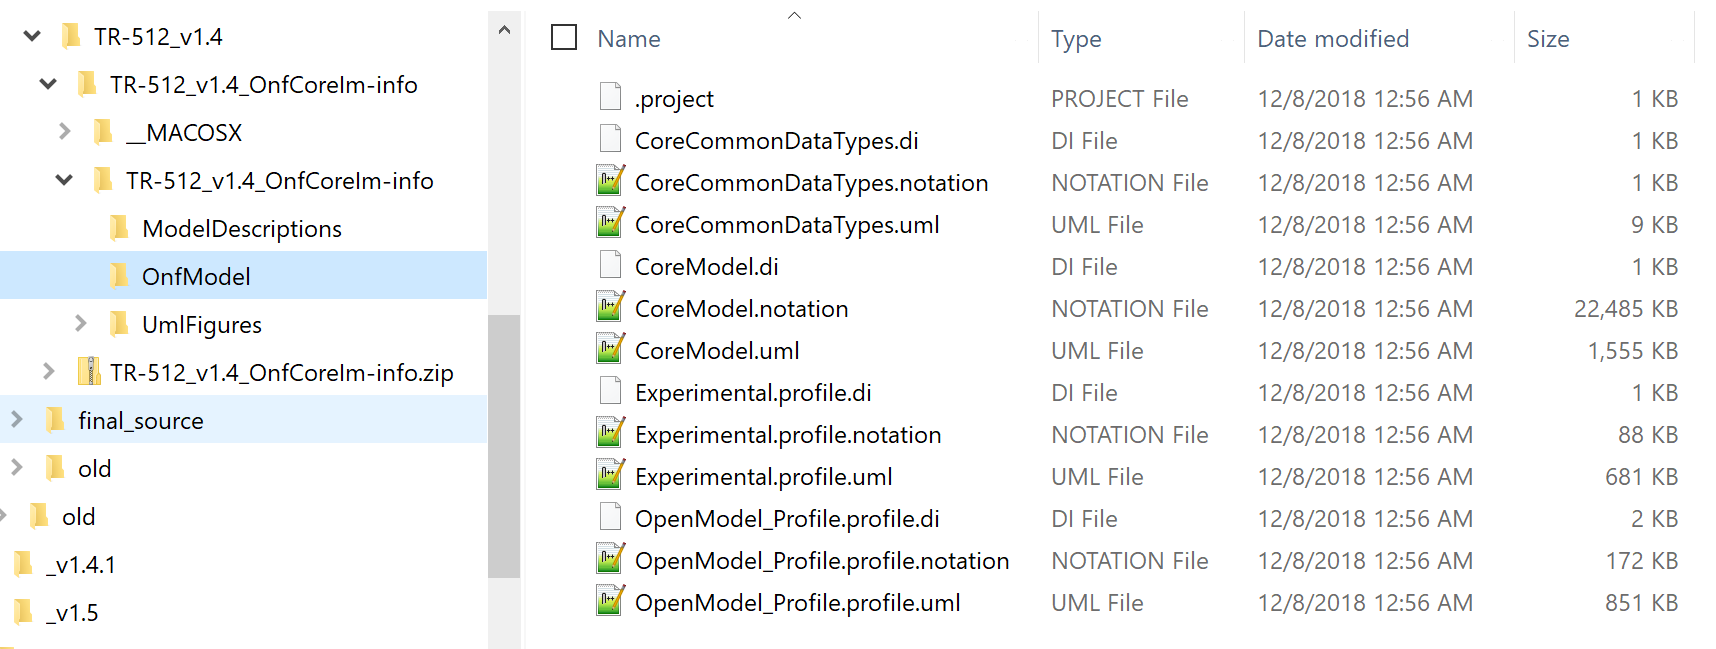 TR-512_v1.4
TR-512_v1.4_OnfCoreIm-info
__MACOSX
TR-512_v1.4_OnfCoreIm-info
ModelDescriptions
OnfModel
UmlFigures
TR-512_v1.4_OnfCoreIm-info.zip
final_source
old
old
_v1.4.1
_v1.5
Name Type Date modified Size
.project PROJECT File 12/8/2018 12:56 AM 1 KB
CoreCommonDataTypes.di DI File 12/8/2018 12:56 AM 1 KB
CoreCommonDataTypes.notation NOTATION File 12/8/2018 12:56 AM 1 KB
CoreCommonDataTypes.uml UML File 12/8/2018 12:56 AM 9 KB
CoreModel.di DI File 12/8/2018 12:56 AM 1 KB
CoreModel.notation NOTATION File 12/8/2018 12:56 AM 22,485 KB
CoreModel.uml UML File 12/8/2018 12:56 AM 1,555 KB
Experimental.profile.di DI File 12/8/2018 12:56 AM 1 KB
Experimental.profile.notation NOTATION File 12/8/2018 12:56 AM 88 KB
Experimental.profile.uml UML File 12/8/2018 12:56 AM 681 KB
OpenModel_Profile.profile.di DI File 12/8/2018 12:56 AM 2 KB
OpenModel_Profile.profile.notation NOTATION File 12/8/2018 12:56 AM 172 KB
OpenModel_Profile.profile.uml UML File 12/8/2018 12:56 AM 851 KB